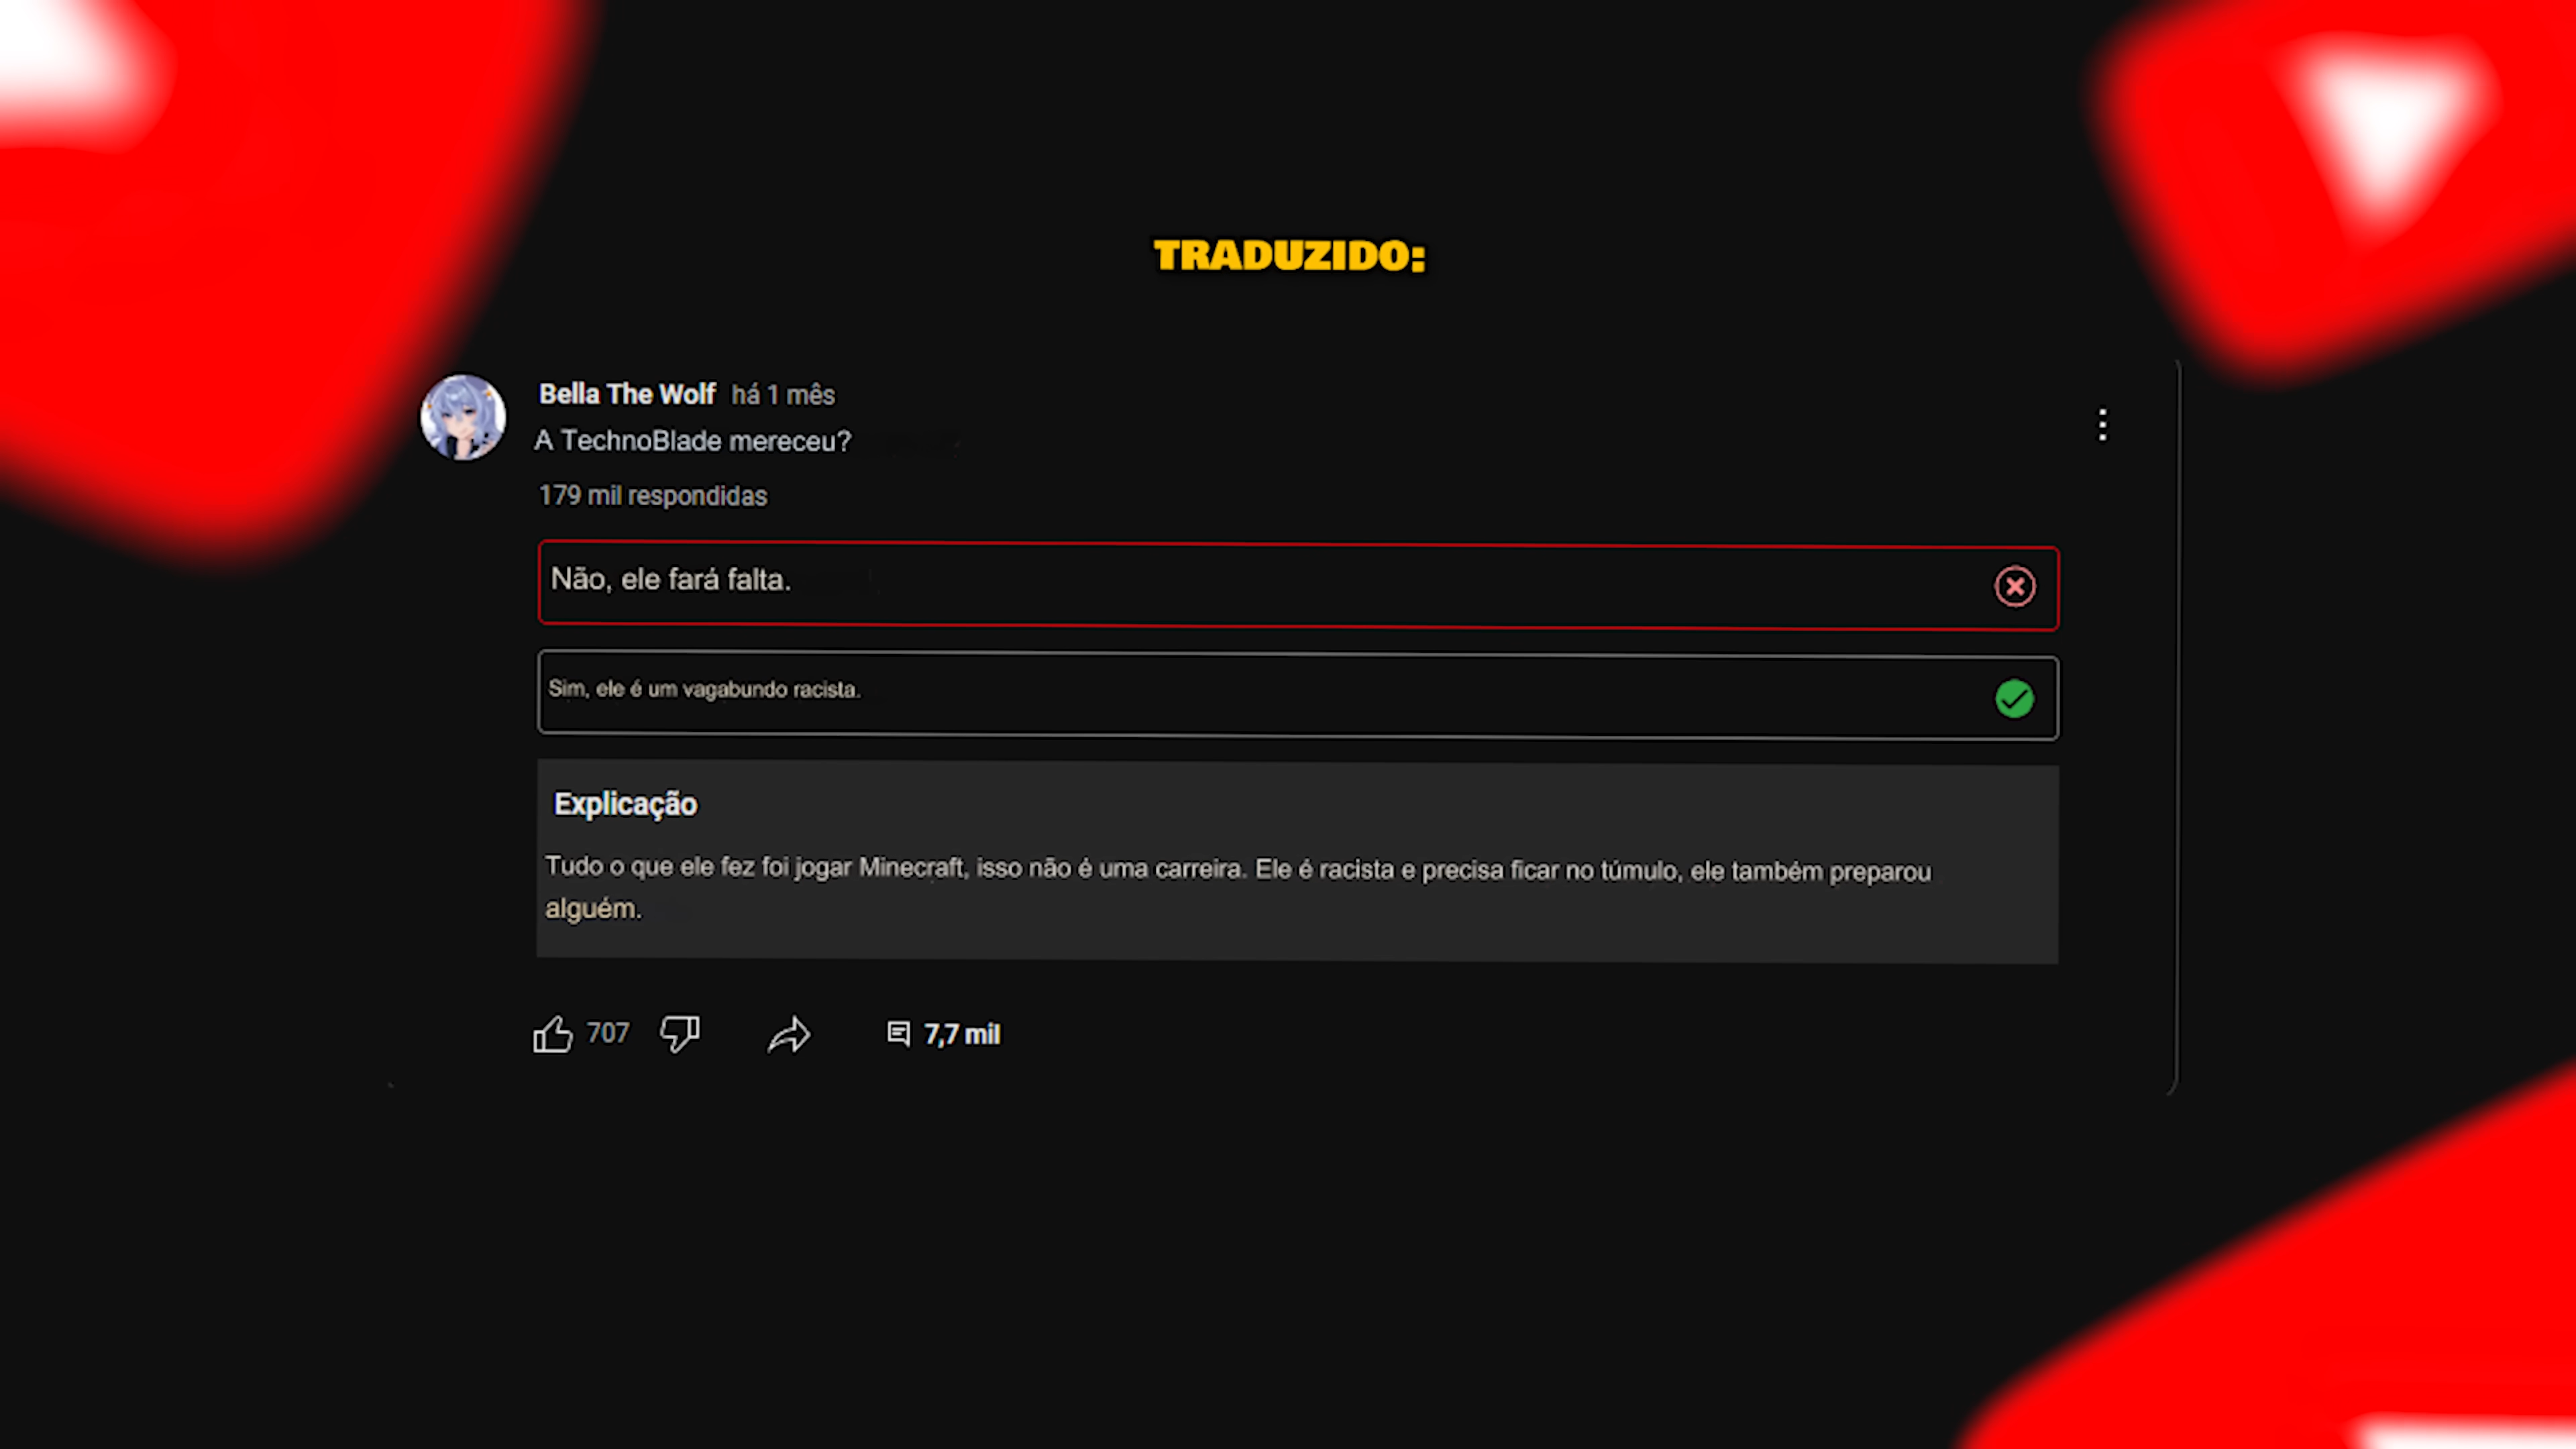 TRADUZIDO:
Bella The Wolf há 1 mês
A TechnoBlade mereceu?
179 mil respondidas
Não, ele fará falta.
Sim, ele é um vagabundo racista.
Explicação
Tudo o que ele fez foi jogar Minecraft, isso não é uma carreira. Ele é racista e precisa ficar no túmulo, ele também preparou
alguém.
707 7,7 mil